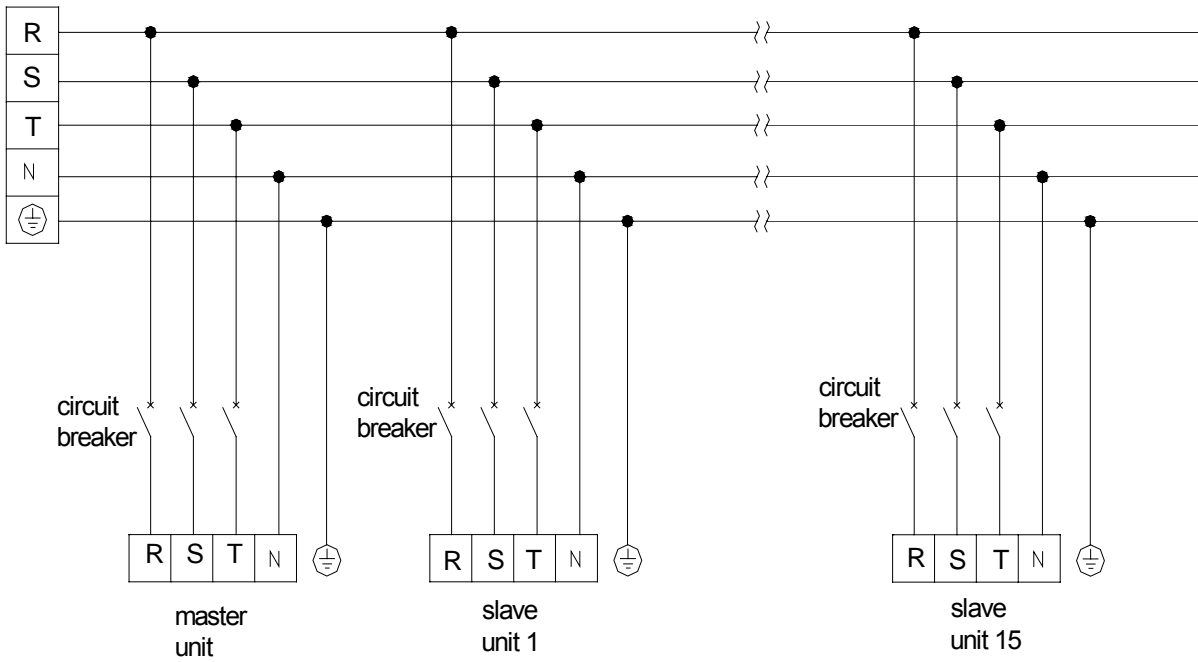 R
S
T
N
circuit
breaker
circuit
breaker
circuit
breaker
R S T N
R S T N
R S T N
master
unit
slave
unit 1
slave
unit 15